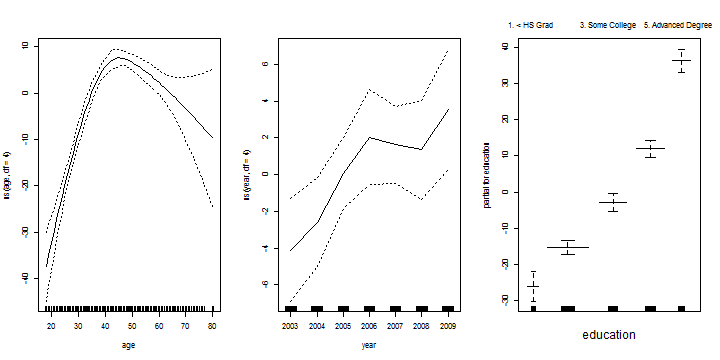 ns(age, df = 4)
10
0
-10
-20
-30
-40
20 30 40 50 60 70 80
age
ns(year, df = 4)
6
4
2
0
-2
-4
-6
2003 2004 2005 2006 2007 2008 2009
year
1. < HS Grad 3. Some College 5. Advanced Degree
partial for education
40
30
20
10
0
-10
-20
-30
education